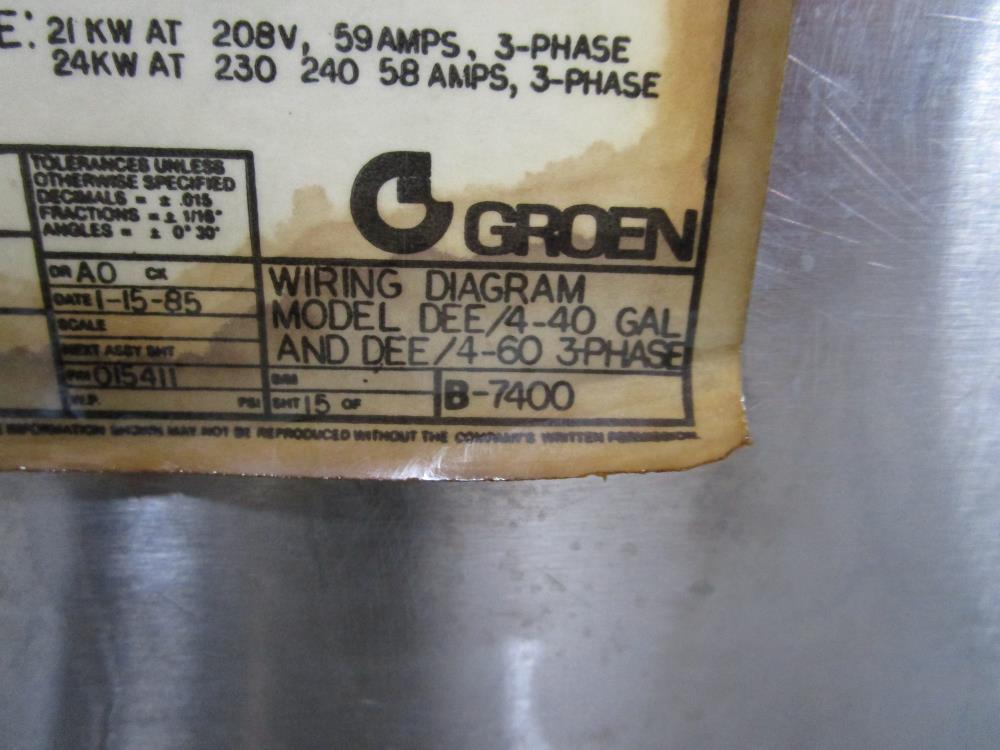 E: 21 KW AT 208V, 59 AMPS, 3-PHASE
24KW AT 230 240 58 AMPS, 3-PHASE
TOLERANCES UNLESS
OTHERWISE SPECIFIED
DECIMALS = ± .015
FRACTIONS = ± 1/16"
ANGLES = ± 0° 30'
GROEN
DR AO CK
DATE 1-15-85
SCALE
NEXT ASSY SHT
P/N 015411
W.P. PSI
WIRING DIAGRAM
MODEL DEE/4-40 GAL
AND DEE/4-60 3-PHASE
B/M
SHT 15 OF
B-7400
INFORMATION SHOWN MAY NOT BE REPRODUCED WITHOUT THE COMPANY'S WRITTEN PERMISSION.